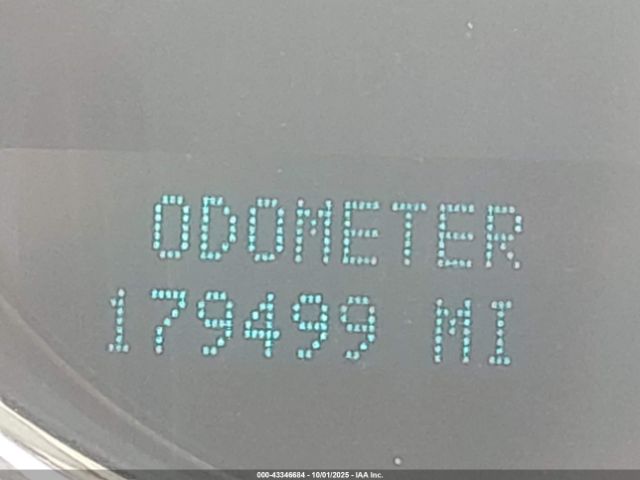 ODOMETER
179499 MI
000-43346684 - 10/01/2025 - IAA Inc.